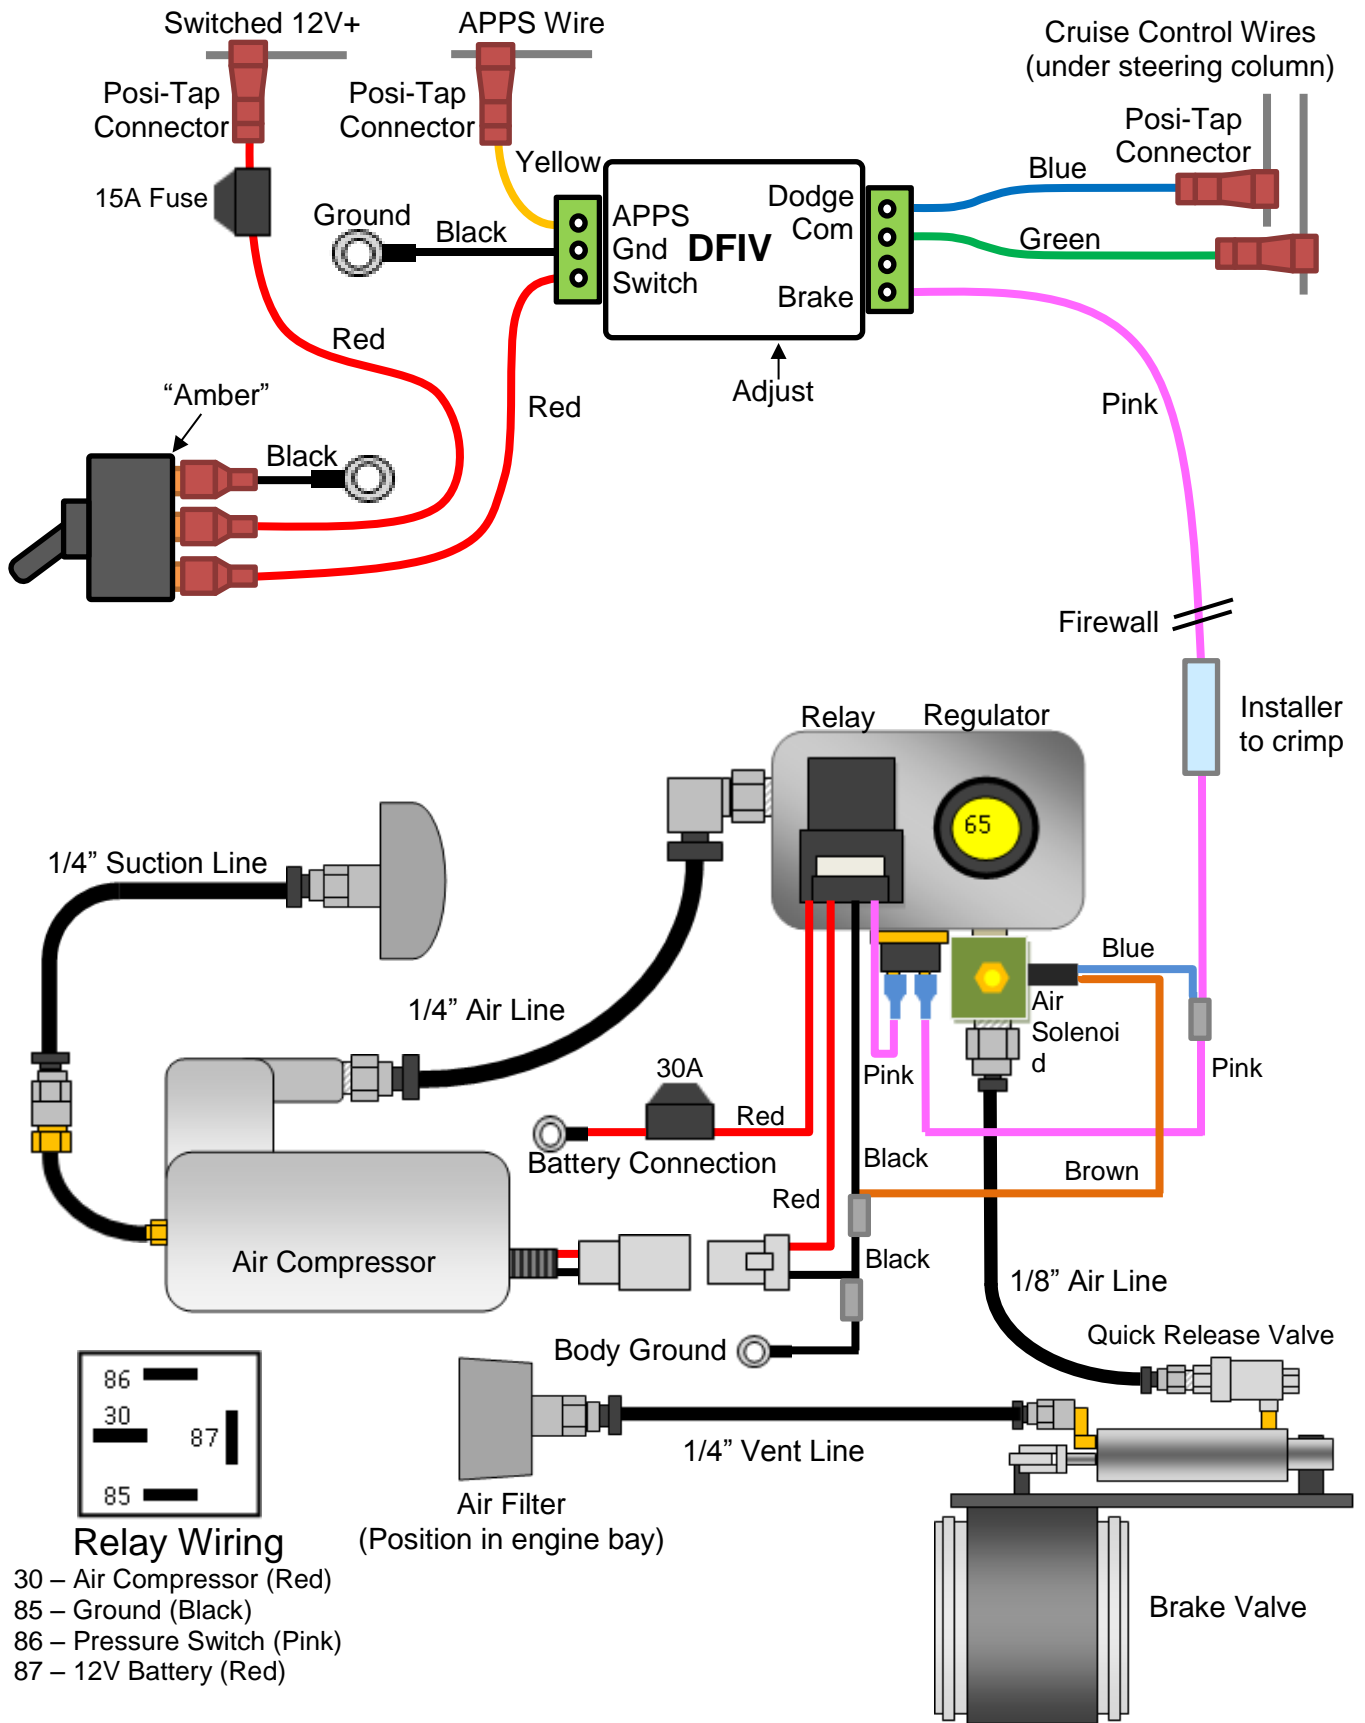 Switched 12V+
APPS Wire
Cruise Control Wires
(under steering column)
Posi-Tap
Connector
Posi-Tap
Connector
Posi-Tap
Connector
15A Fuse
Yellow
Blue
Ground
Black
APPS
Gnd
Switch
DFIV
Dodge
Com
Brake
Green
Red
Red
Adjust
Pink
“Amber”
Black
Firewall
Installer
to crimp
Relay
Regulator
65
1/4” Suction Line
1/4” Air Line
Blue
Air
Solenoi
d
Pink
Pink
30A
Red
Battery Connection
Black
Brown
Red
Air Compressor
Black
1/8” Air Line
Body Ground
Quick Release Valve
1/4” Vent Line
86
30
87
85
Air Filter
(Position in engine bay)
Relay Wiring
30 – Air Compressor (Red)
85 – Ground (Black)
86 – Pressure Switch (Pink)
87 – 12V Battery (Red)
Brake Valve